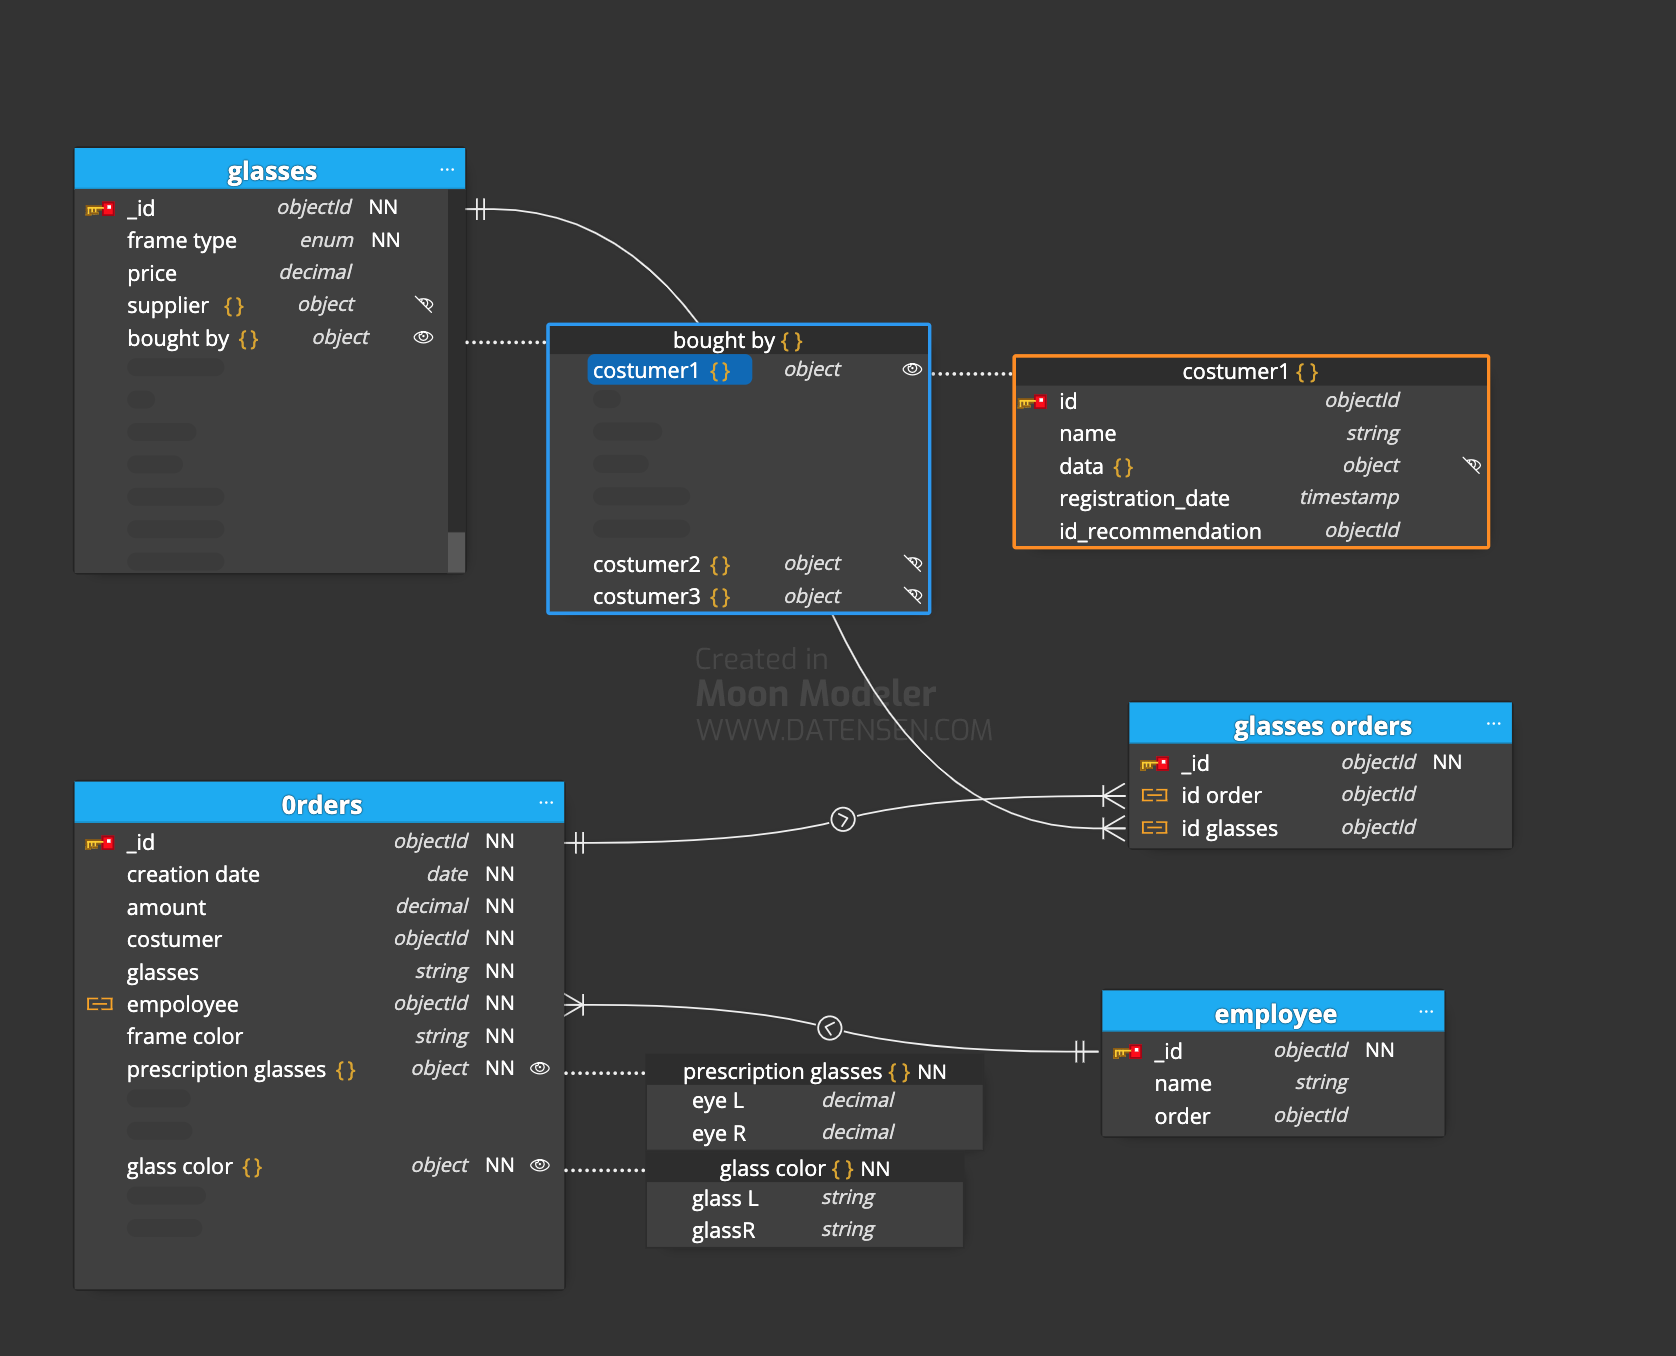 glasses ...
_id objectId NN
frame type enum NN
price decimal
supplier {} object
bought by {} object
bought by {}
costumer1 {} object
costumer2 {} object
costumer3 {} object
costumer1 {}
id objectId
name string
data {} object
registration_date timestamp
id_recommendation objectId
Created in
Moon Modeler
WWW.DATENSEN.COM
glasses orders ...
_id objectId NN
id order objectId
id glasses objectId
0rders ...
_id objectId NN
creation date date NN
amount decimal NN
costumer objectId NN
glasses string NN
empoloyee objectId NN
frame color string NN
prescription glasses {} object NN
glass color {} object NN
prescription glasses {} NN
eye L decimal
eye R decimal
glass color {} NN
glass L string
glassR string
employee ...
_id objectId NN
name string
order objectId